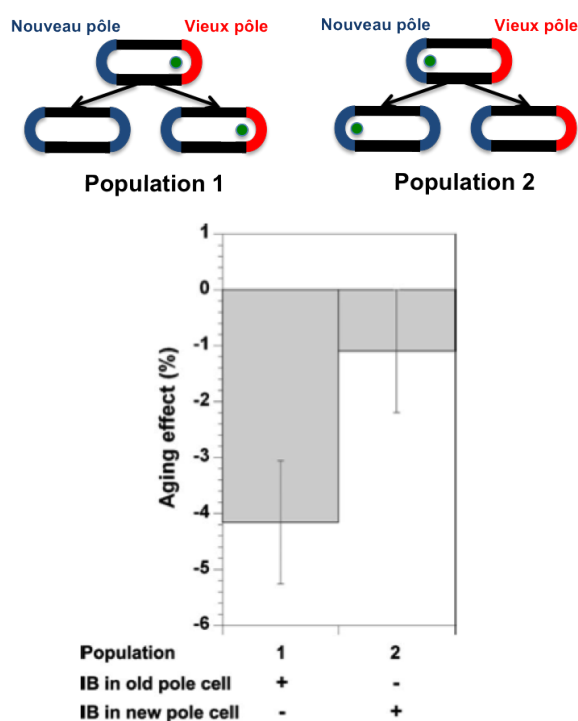 Nouveau pôle Vieux pôle Nouveau pôle Vieux pôle
Population 1 Population 2
1
0
-1
-2
-3
-4
-5
-6
Aging effect (%)
Population 1 2
IB in old pole cell + -
IB in new pole cell - +